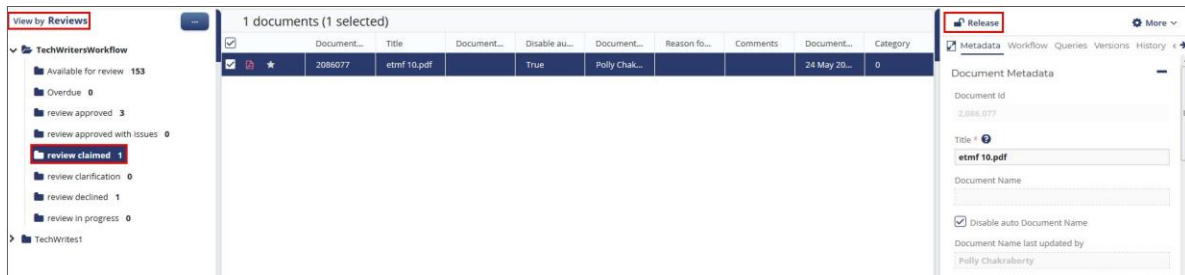 View by Reviews
...
TechWritersWorkflow
Available for review 153
Overdue 0
review approved 3
review approved with issues 0
review claimed 1
review clarification 0
review declined 1
review in progress 0
TechWrites1
1 documents (1 selected)
Document... Title Document... Disable au... Document... Reason fo... Comments Document... Category
2086077 etmf 10.pdf True Polly Chak... 24 May 20... 0
Release More
Metadata Workflow Queries Versions History
Document Metadata
Document Id
2,086,077
Title *
etmf 10.pdf
Document Name
Disable auto Document Name
Document Name last updated by
Polly Chakraborty